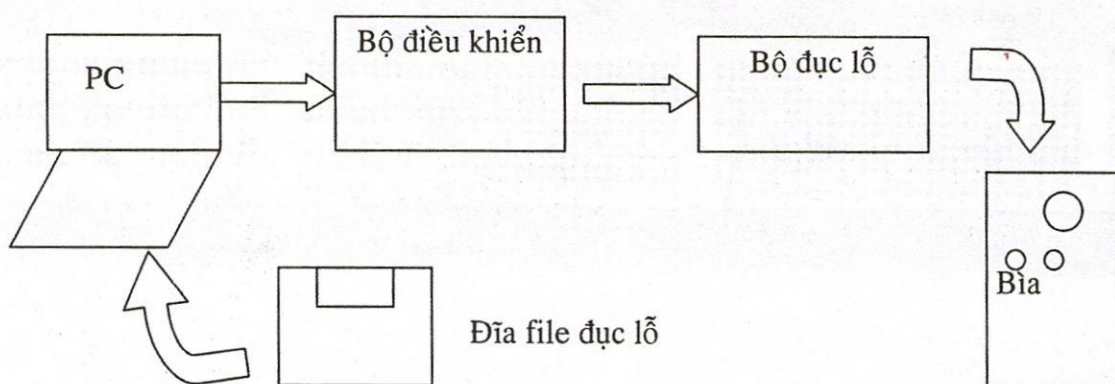 Bộ điều khiển
PC
Bộ đục lỗ
Bìa
Đĩa file đục lỗ